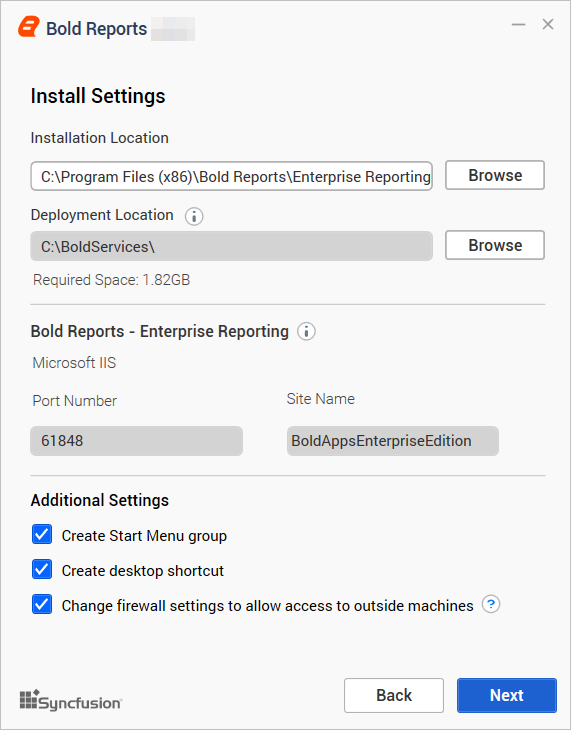 Bold Reports
Install Settings
Installation Location
C:\Program Files (x86)\Bold Reports\Enterprise Reporting
Browse
Deployment Location
C:\BoldServices\
Browse
Required Space: 1.82GB
Bold Reports - Enterprise Reporting
Microsoft IIS
Port Number
Site Name
61848
BoldAppsEnterpriseEdition
Additional Settings
Create Start Menu group
Create desktop shortcut
Change firewall settings to allow access to outside machines ?
Syncfusion
Back
Next